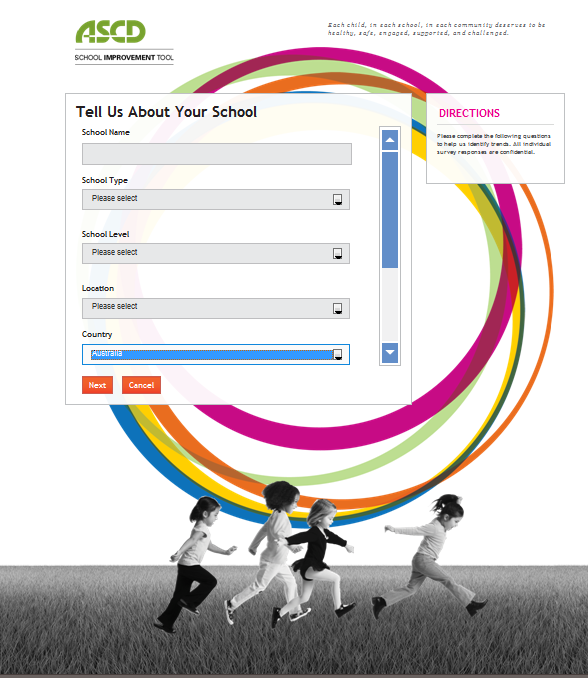 ASCD
SCHOOL IMPROVEMENT TOOL
Each child, in each school, in each community deserves to be
healthy, safe, engaged, supported, and challenged.
Tell Us About Your School
School Name
School Type
Please select
School Level
Please select
Location
Please select
Country
Australia
Next Cancel
DIRECTIONS
Please complete the following questions
to help us identify trends. All individual
survey responses are confidential.